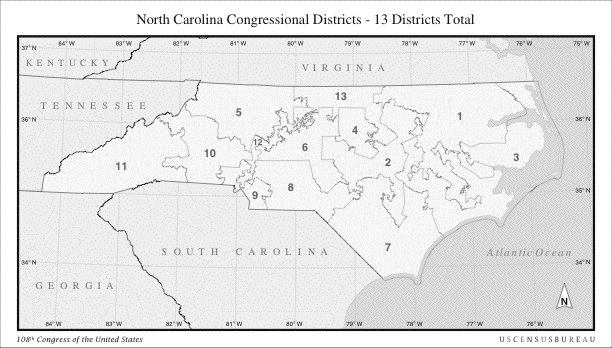 North Carolina Congressional Districts - 13 Districts Total
37°N 84°W 83°W 82°W 81°W 80°W 79°W 78°W 77°W 76°W 75°W
KENTUCKY
VIRGINIA
TENNESSEE
13
5
1
36°N
36°N
4
12
6
10
2
3
11
8
9
35°N
35°N
7
SOUTH CAROLINA
Atlantic Ocean
34°N
34°N
GEORGIA
N
84°W 83°W 82°W 81°W 80°W 79°W 78°W 77°W 76°W
108th Congress of the United States
USCENSUSBUREAU